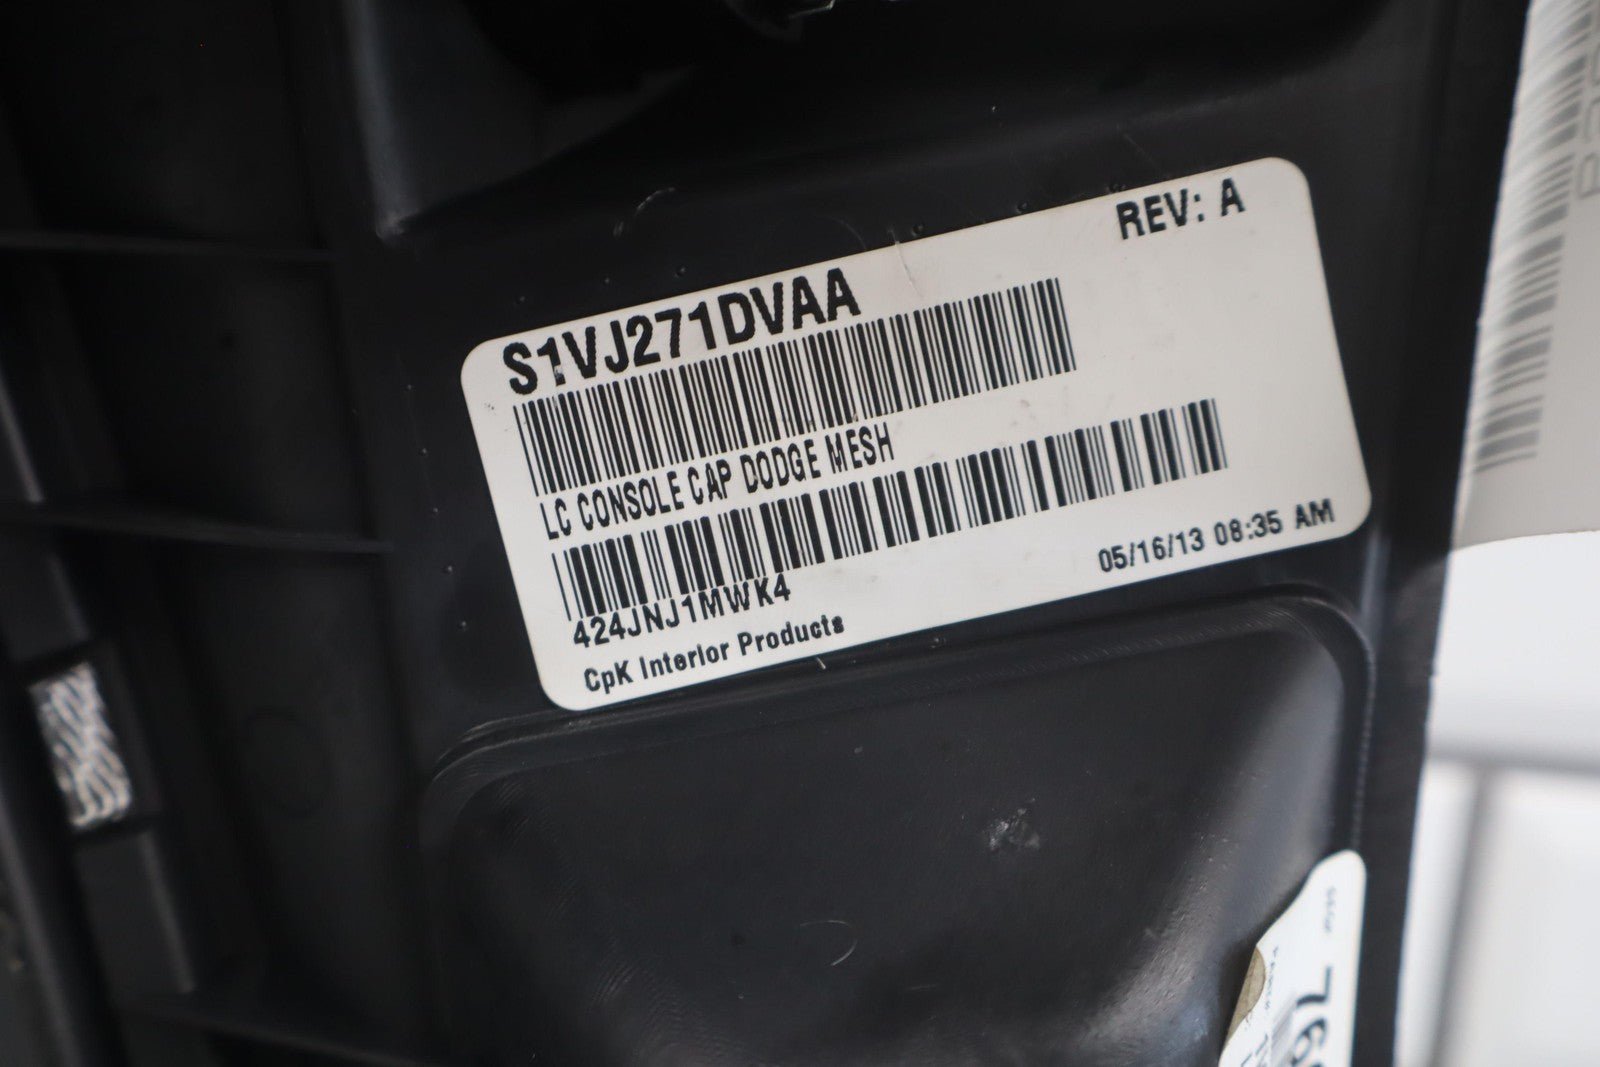 REV: A
S1VJ271DVAA
LC CONSOLE CAP DODGE MESH
424JNJ1MWK4
05/16/13 08:35 AM
CpK Interior Products